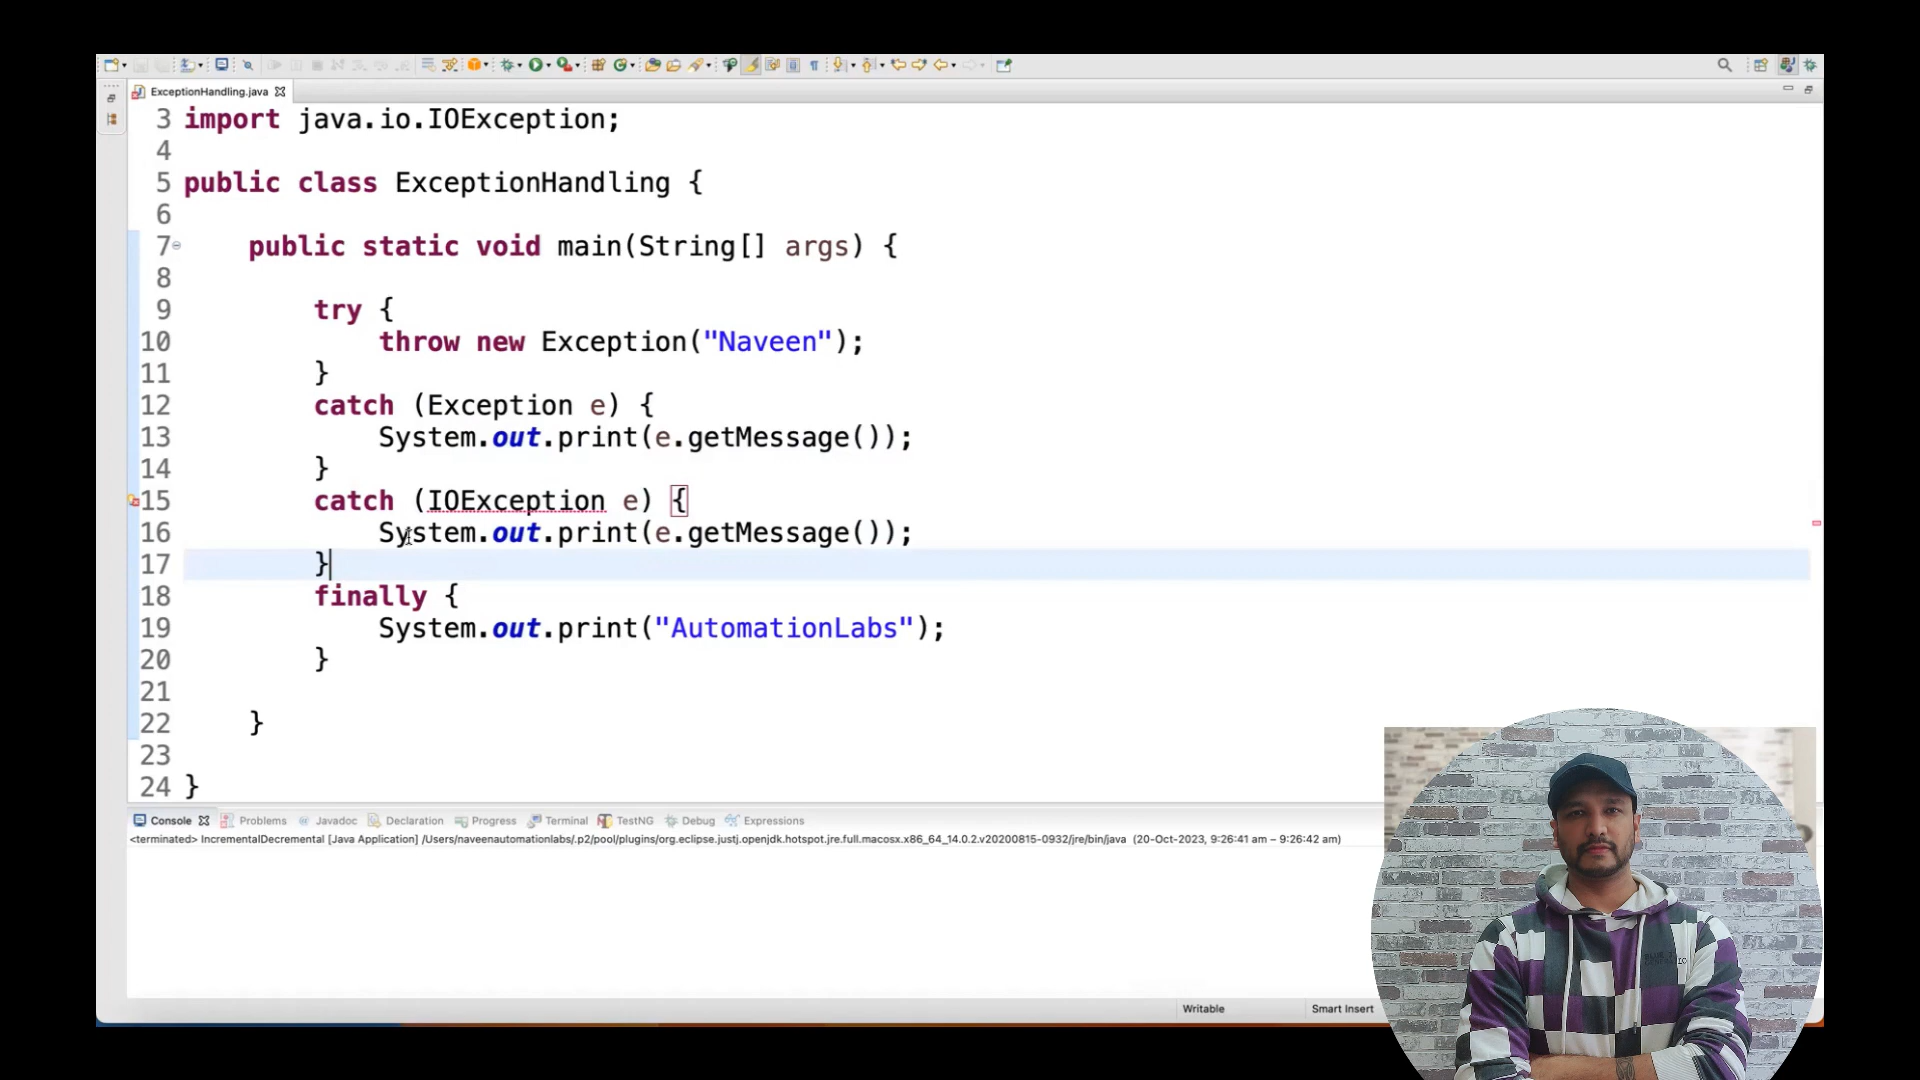 ExceptionHandling.java
3 import java.io.IOException;
4
5 public class ExceptionHandling {
6
7 public static void main(String[] args) {
8
9 try {
10 throw new Exception("Naveen");
11 }
12 catch (Exception e) {
13 System.out.print(e.getMessage());
14 }
15 catch (IOException e) {
16 System.out.print(e.getMessage());
17 }
18 finally {
19 System.out.print("AutomationLabs");
20 }
21
22 }
23
24 }
Console Problems Javadoc Declaration Progress Terminal TestNG Debug Expressions
<terminated> IncrementalDecremental [Java Application] /Users/naveenautomationlabs/.p2/pool/plugins/org.eclipse.justj.openjdk.hotspot.jre.full.macosx.x86_64_14.0.2.v20200815-0932/jre/bin/java (20-Oct-2023, 9:26:41 am – 9:26:42 am)
Writable Smart Insert